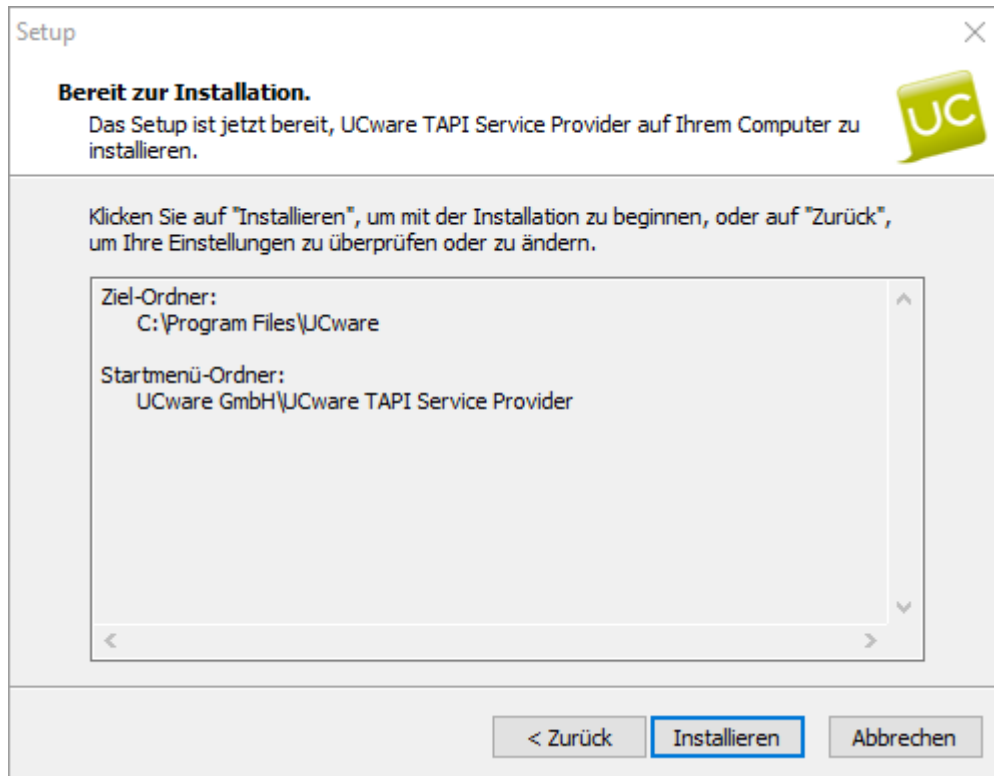 Setup
Bereit zur Installation.
Das Setup ist jetzt bereit, UCware TAPI Service Provider auf Ihrem Computer zu
installieren.
UC
Klicken Sie auf "Installieren", um mit der Installation zu beginnen, oder auf "Zurück",
um Ihre Einstellungen zu überprüfen oder zu ändern.
Ziel-Ordner:
C:\Program Files\UCware
Startmenü-Ordner:
UCware GmbH\UCware TAPI Service Provider
< Zurück
Installieren
Abbrechen